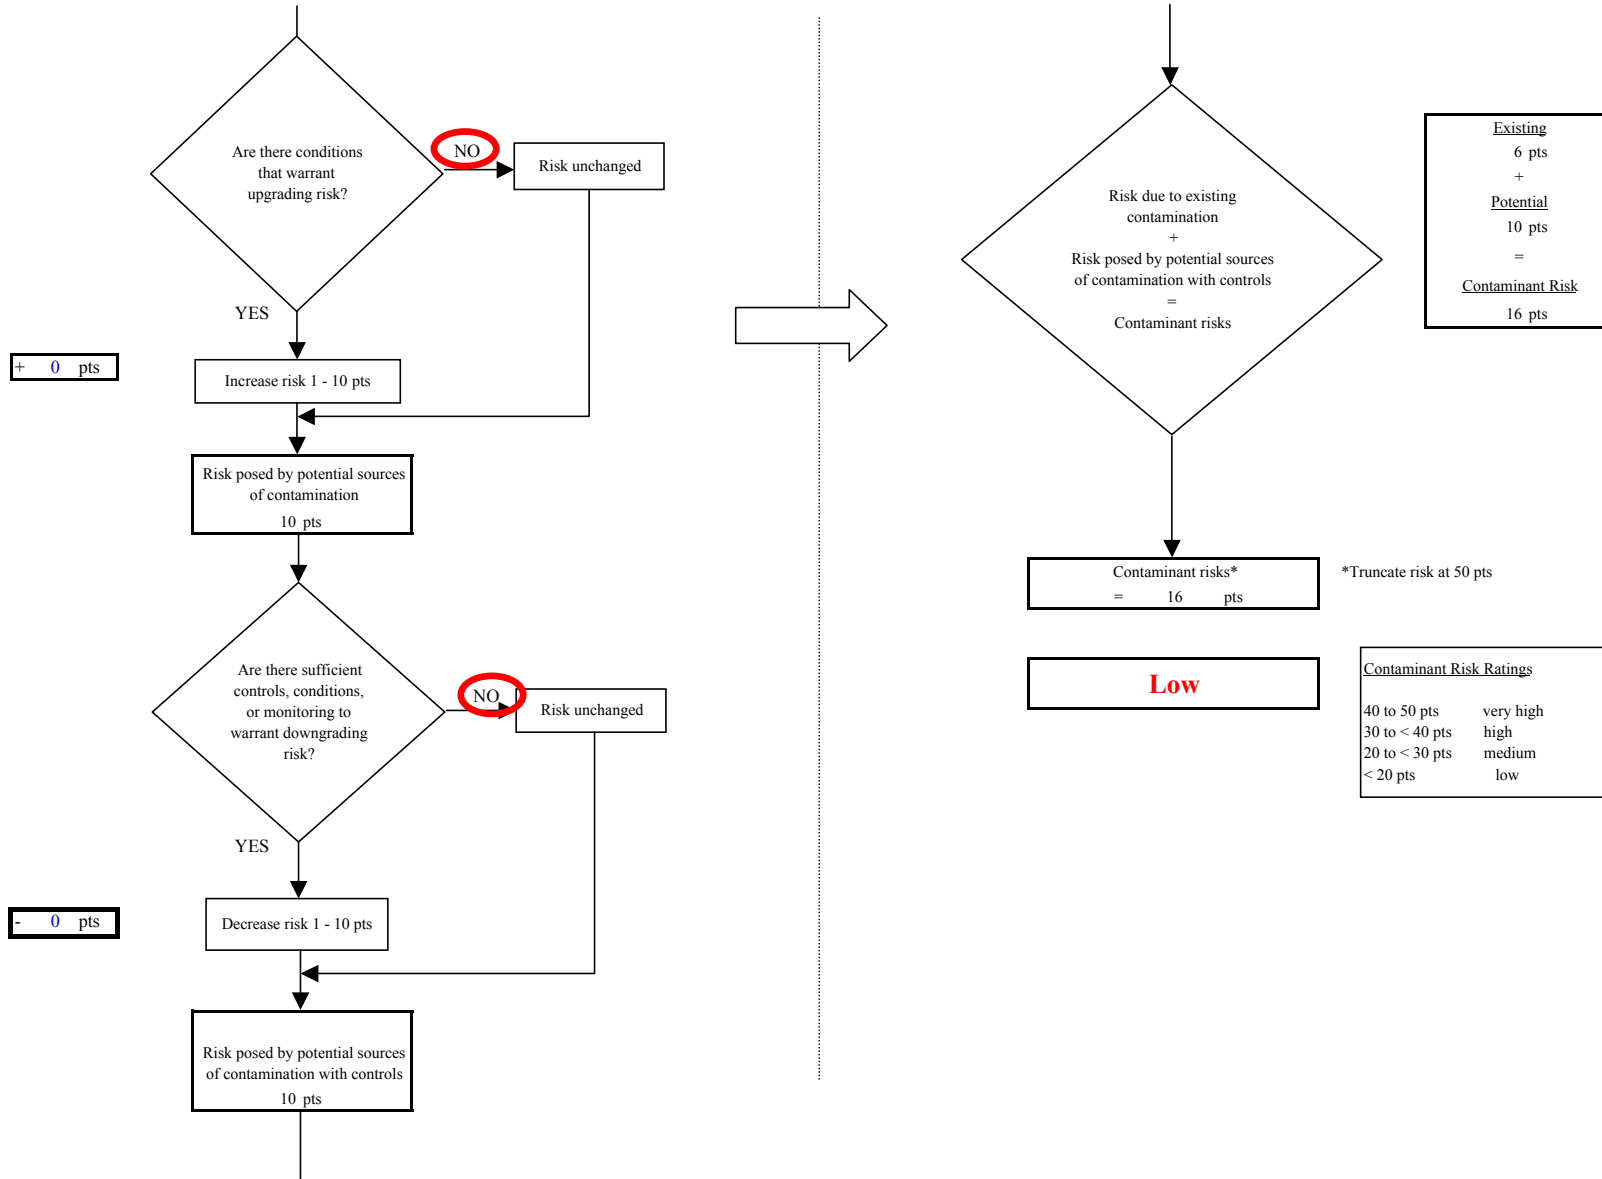 Are there conditions
that warrant
upgrading risk?
NO
Risk unchanged
YES
+ 0 pts
Increase risk 1 - 10 pts
Risk posed by potential sources
of contamination
10 pts
Are there sufficient
controls, conditions,
or monitoring to
warrant downgrading
risk?
NO
Risk unchanged
YES
- 0 pts
Decrease risk 1 - 10 pts
Risk posed by potential sources
of contamination with controls
10 pts
Risk due to existing
contamination
+
Risk posed by potential sources
of contamination with controls
=
Contaminant risks
Existing
6 pts
+
Potential
10 pts
=
Contaminant Risk
16 pts
Contaminant risks*
= 16 pts
*Truncate risk at 50 pts
Low
Contaminant Risk Ratings
40 to 50 pts very high
30 to < 40 pts high
20 to < 30 pts medium
< 20 pts low